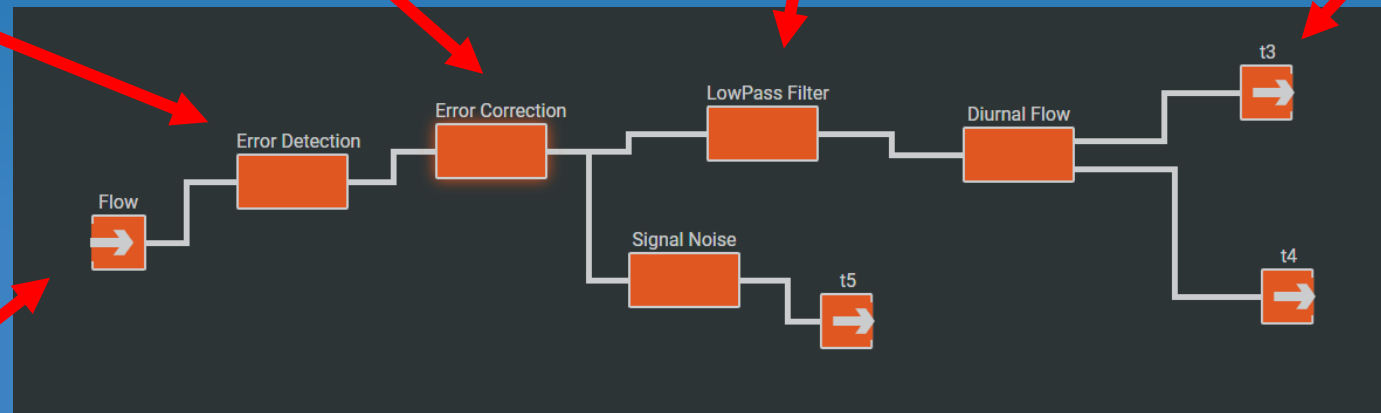 Flow
Error Detection
Error Correction
LowPass Filter
Diurnal Flow
t3
Signal Noise
t5
t4